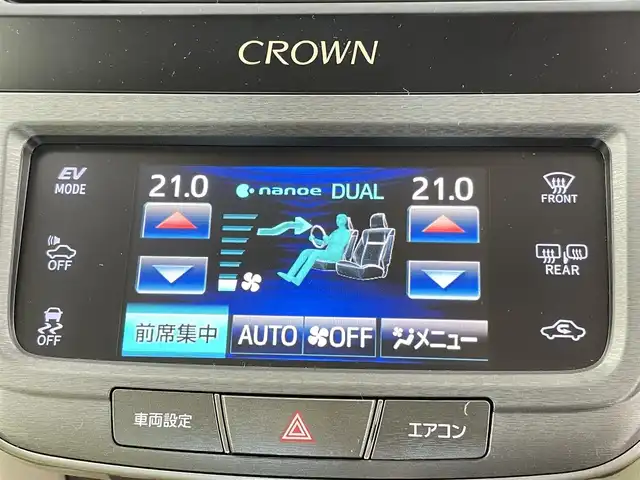 CROWN
EV
MODE
21.0
nanoe DUAL
21.0
FRONT
OFF
REAR
OFF
前席集中
AUTO
OFF
メニュー
車両設定
エアコン